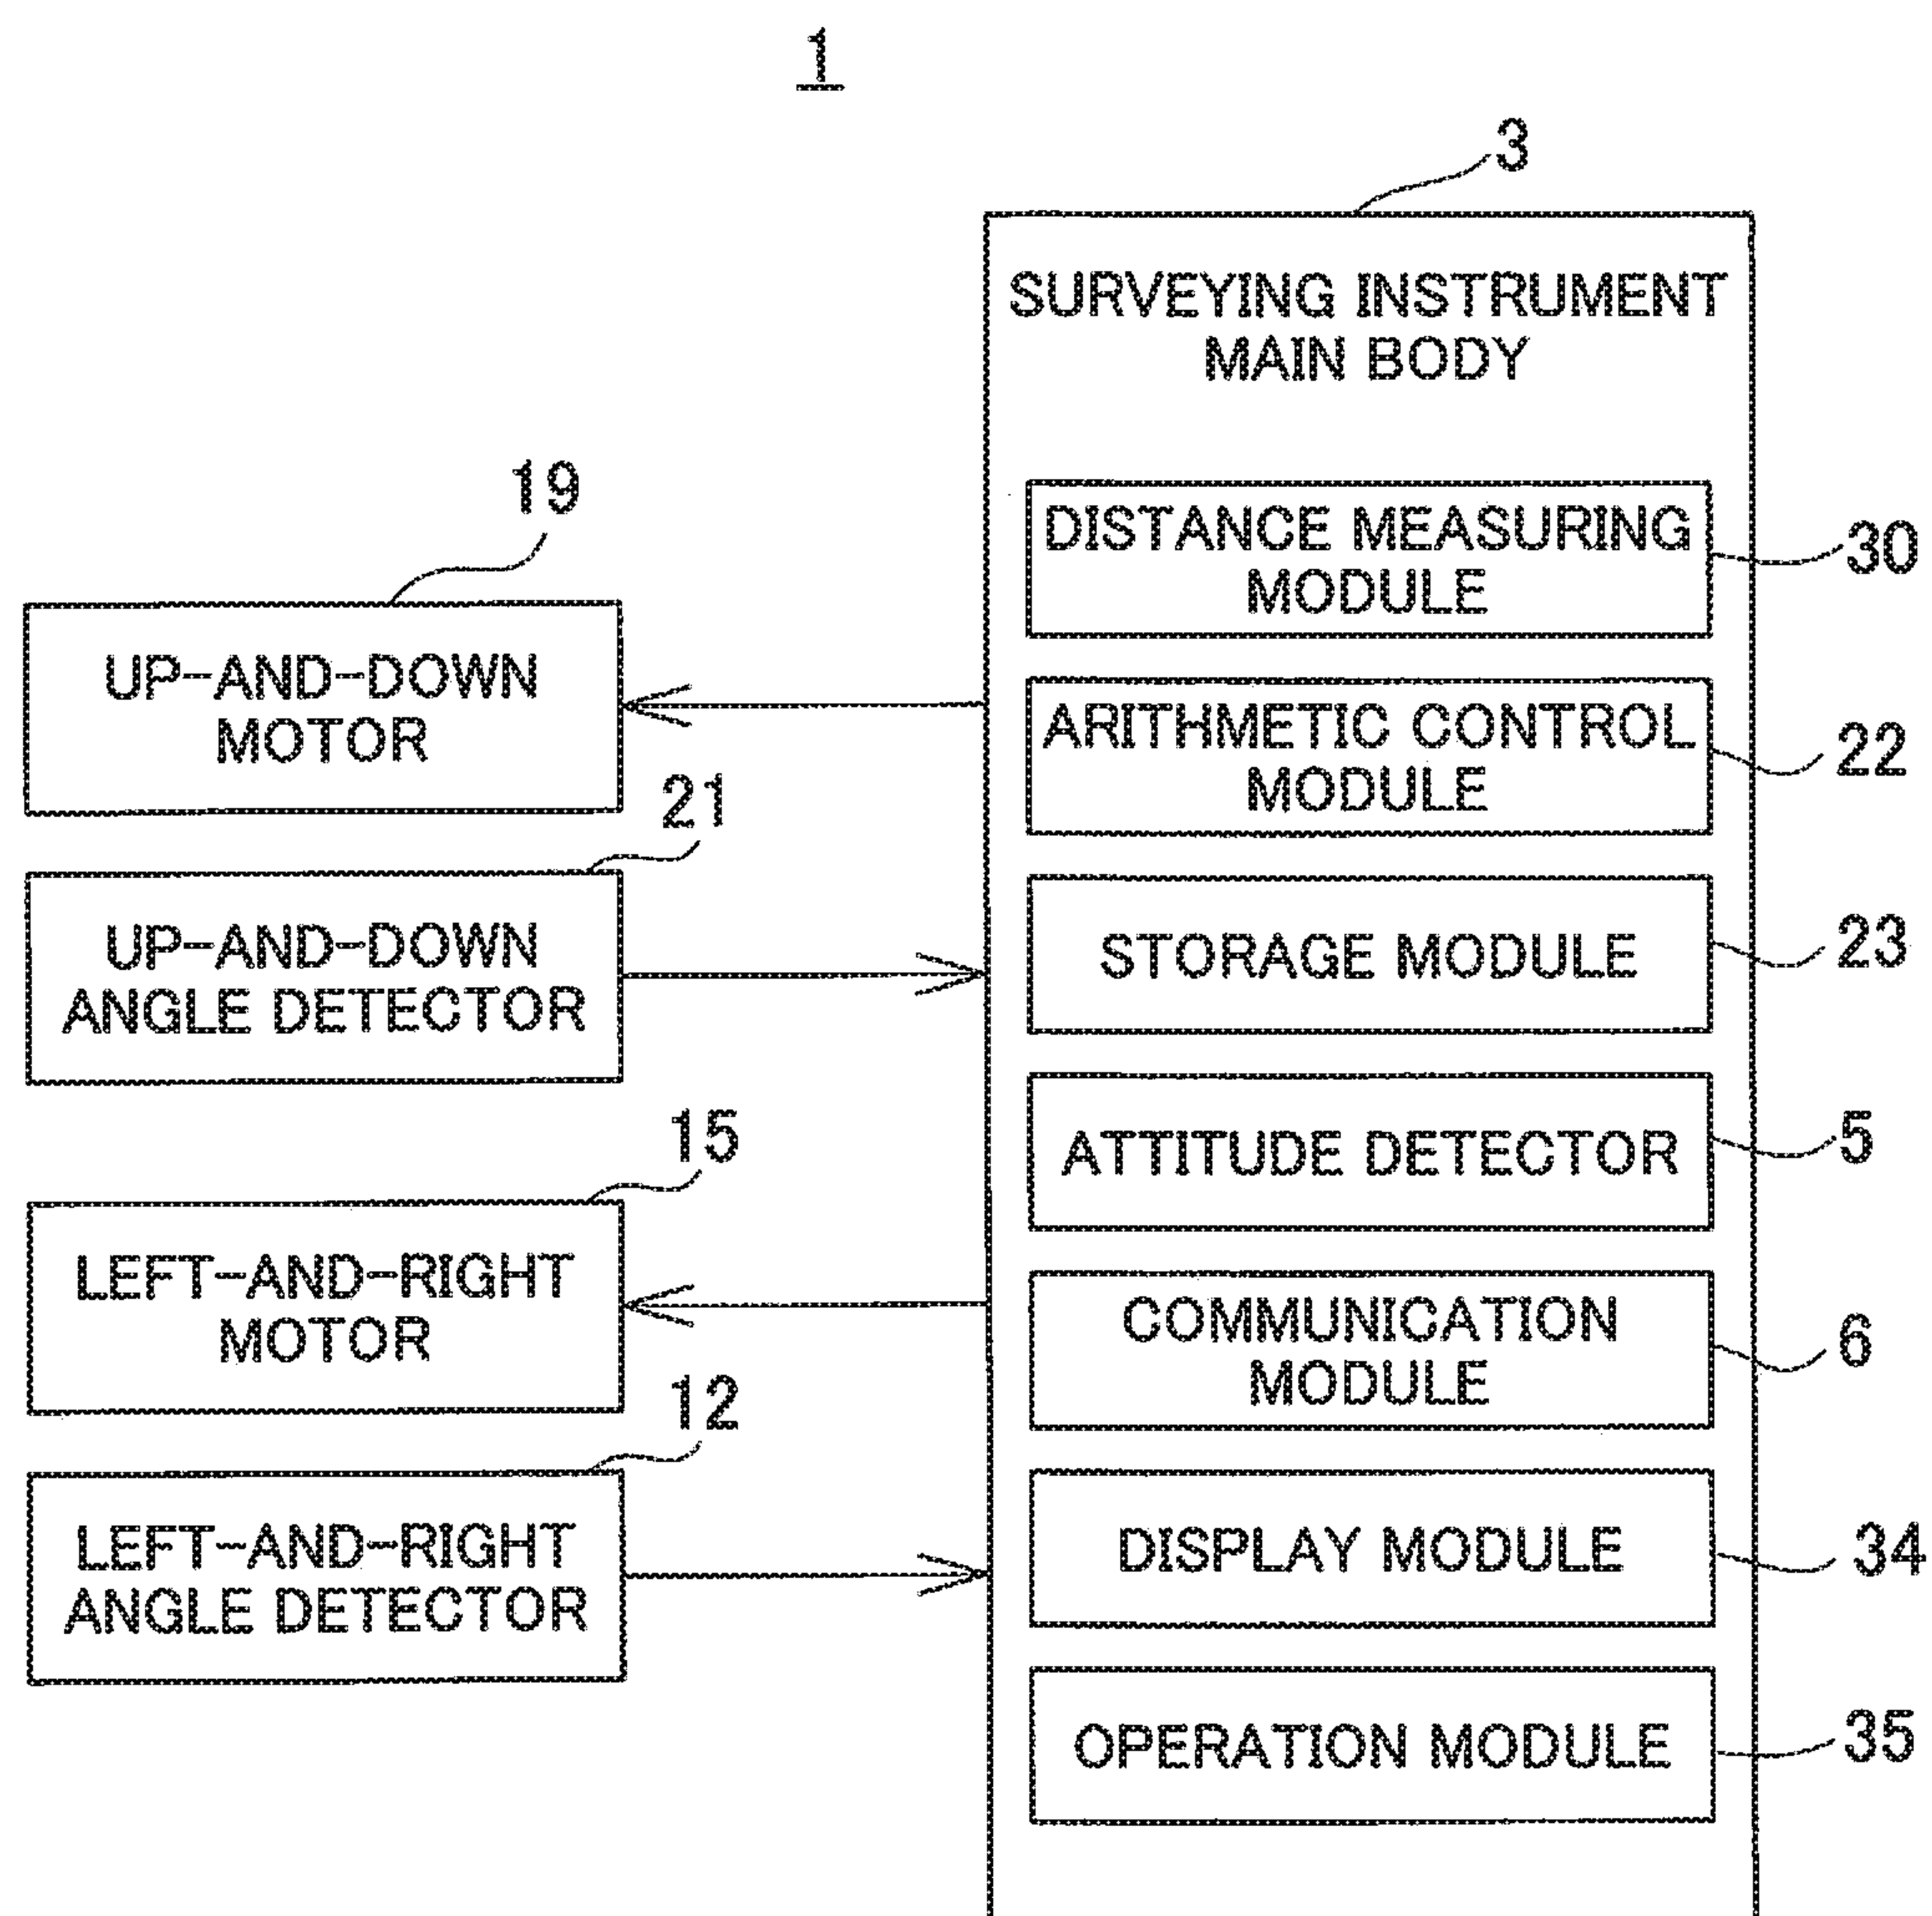 1
3
SURVEYING INSTRUMENT
MAIN BODY
DISTANCE MEASURING
MODULE
30
ARITHMETIC CONTROL
MODULE
22
STORAGE MODULE
23
ATTITUDE DETECTOR
5
COMMUNICATION
MODULE
6
DISPLAY MODULE
34
OPERATION MODULE
35
19
UP-AND-DOWN
MOTOR
21
UP-AND-DOWN
ANGLE DETECTOR
15
LEFT-AND-RIGHT
MOTOR
12
LEFT-AND-RIGHT
ANGLE DETECTOR